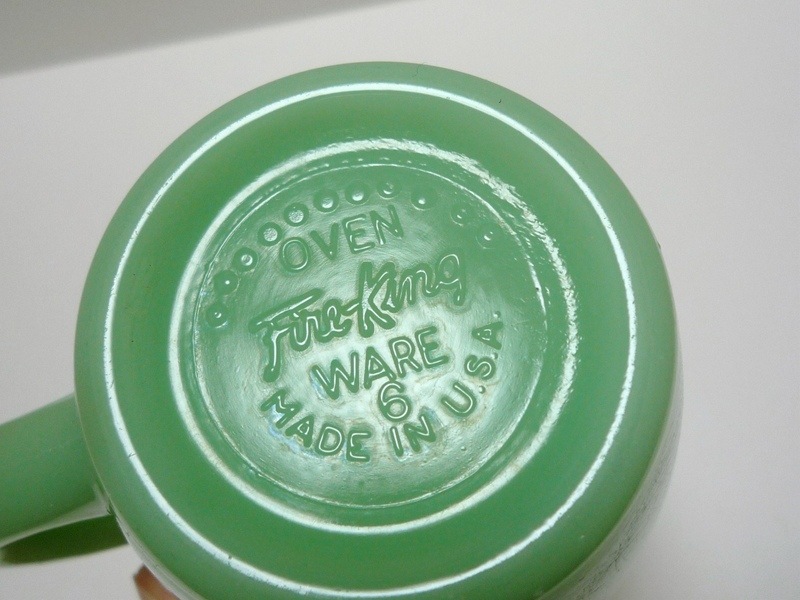 OVEN
Fire-King
WARE
6
MADE IN U.S.A.